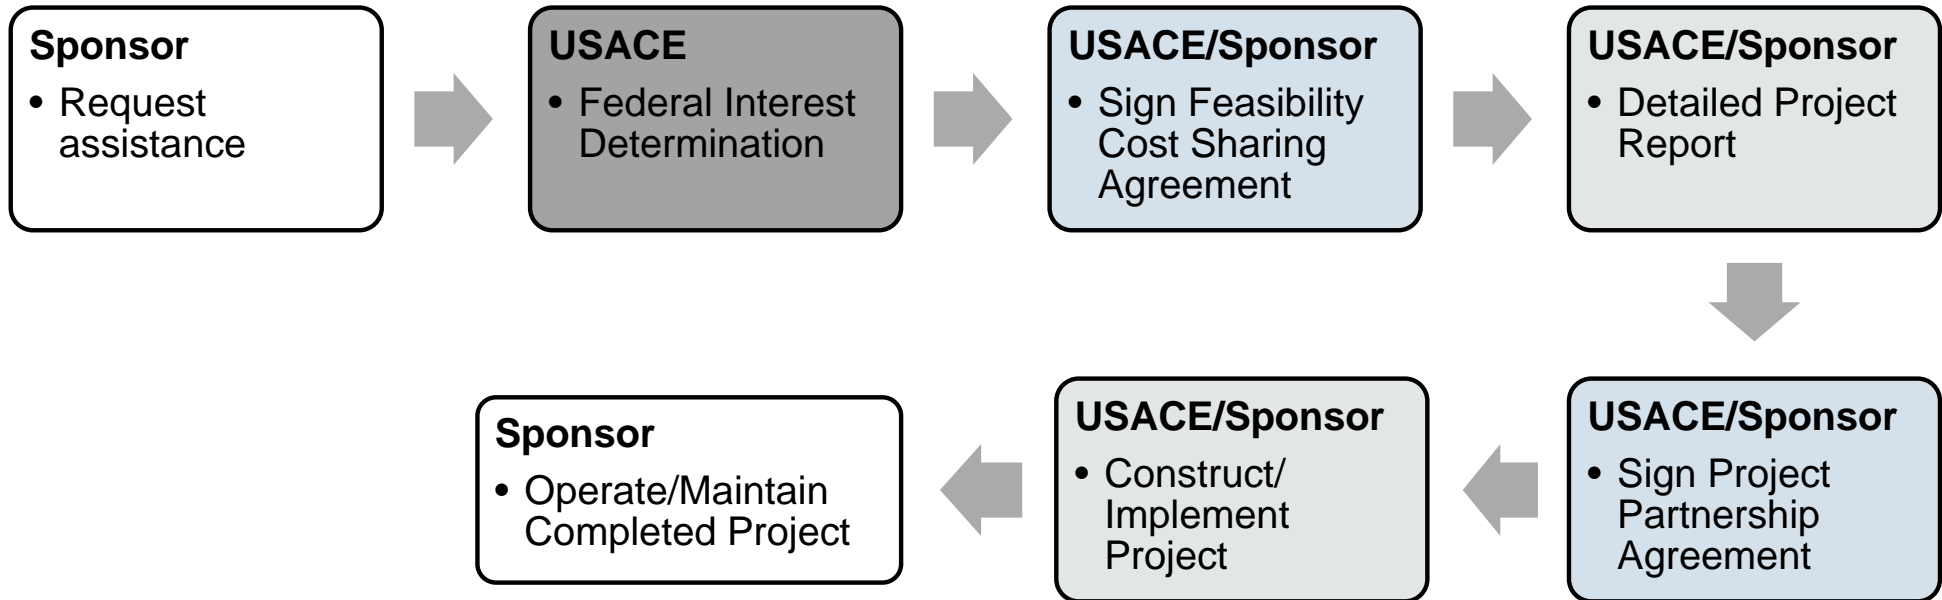 Sponsor
• Request
assistance
USACE
• Federal Interest
Determination
USACE/Sponsor
• Sign Feasibility
Cost Sharing
Agreement
USACE/Sponsor
• Detailed Project
Report
USACE/Sponsor
• Sign Project
Partnership
Agreement
USACE/Sponsor
• Construct/
Implement
Project
Sponsor
• Operate/Maintain
Completed Project